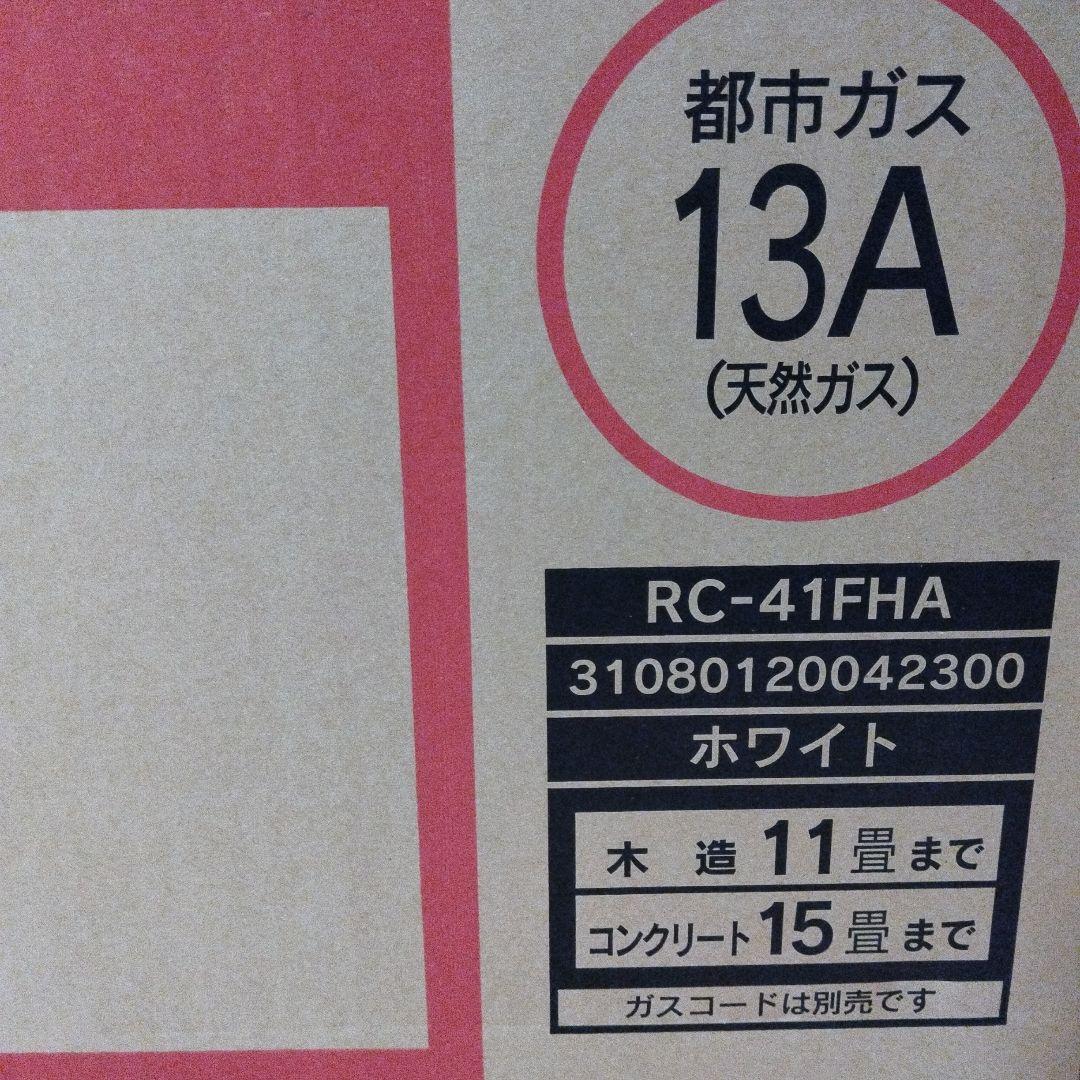 都市ガス
13A
(天然ガス)
RC-41FHA
31080120042300
ホワイト
木 造 11畳まで
コンクリート 15畳まで
ガスコードは別売です